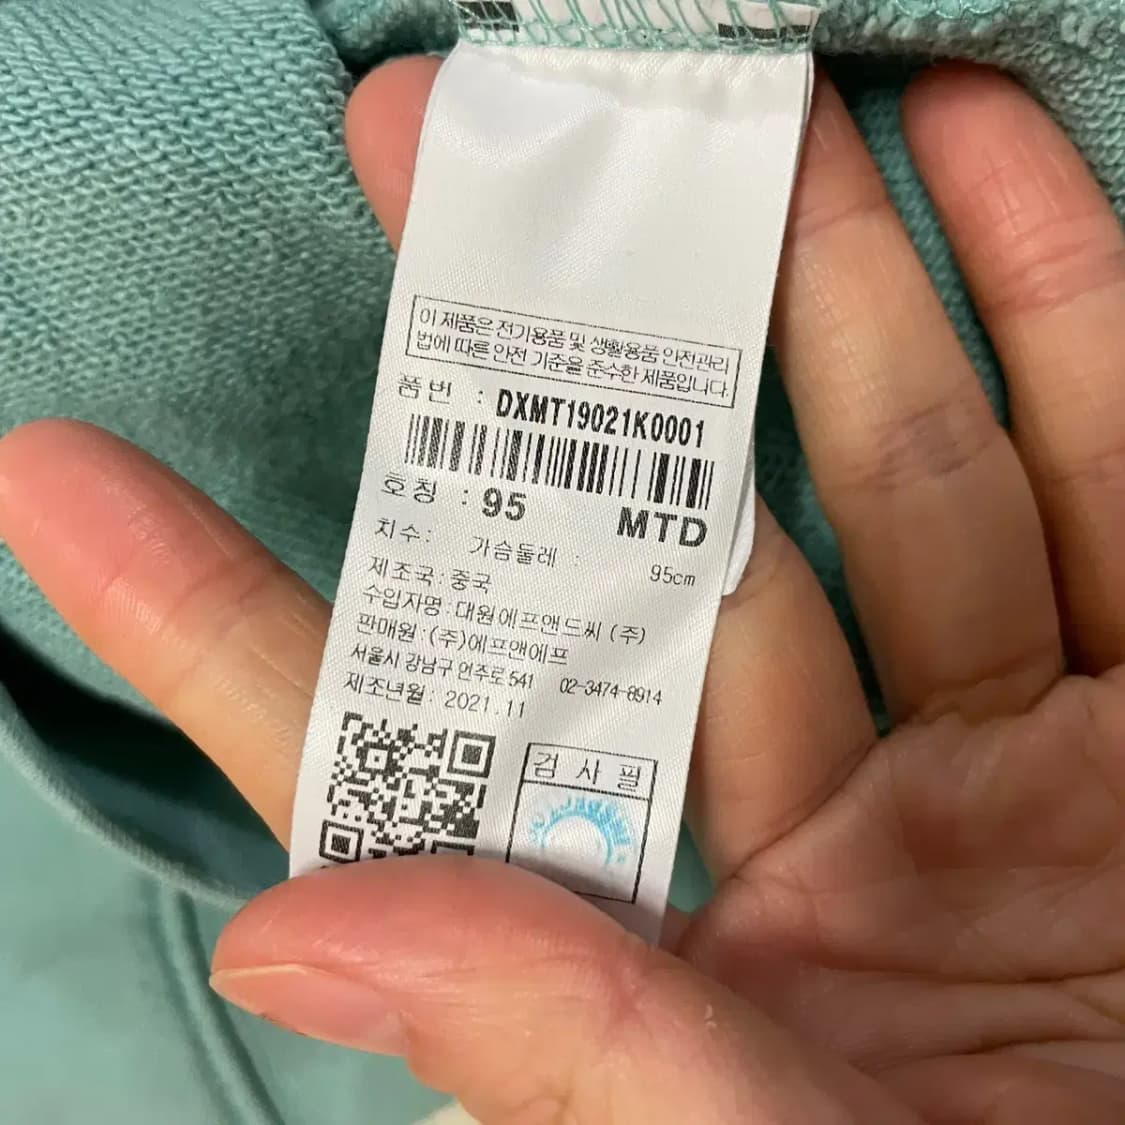 이 제품은 전기용품 및 생활용품 안전관리
법에 따른 안전 기준을 준수한 제품입니다.
품번 : DXMT19021K0001
호칭 : 95 MTD
치수: 가슴둘레 : 95cm
제조국:중국
수입자명:대원에프앤드씨 (주)
판매원:(주)에프앤에프
서울시 강남구 언주로541 02-3474-8914
제조년월: 2021.11
검사필